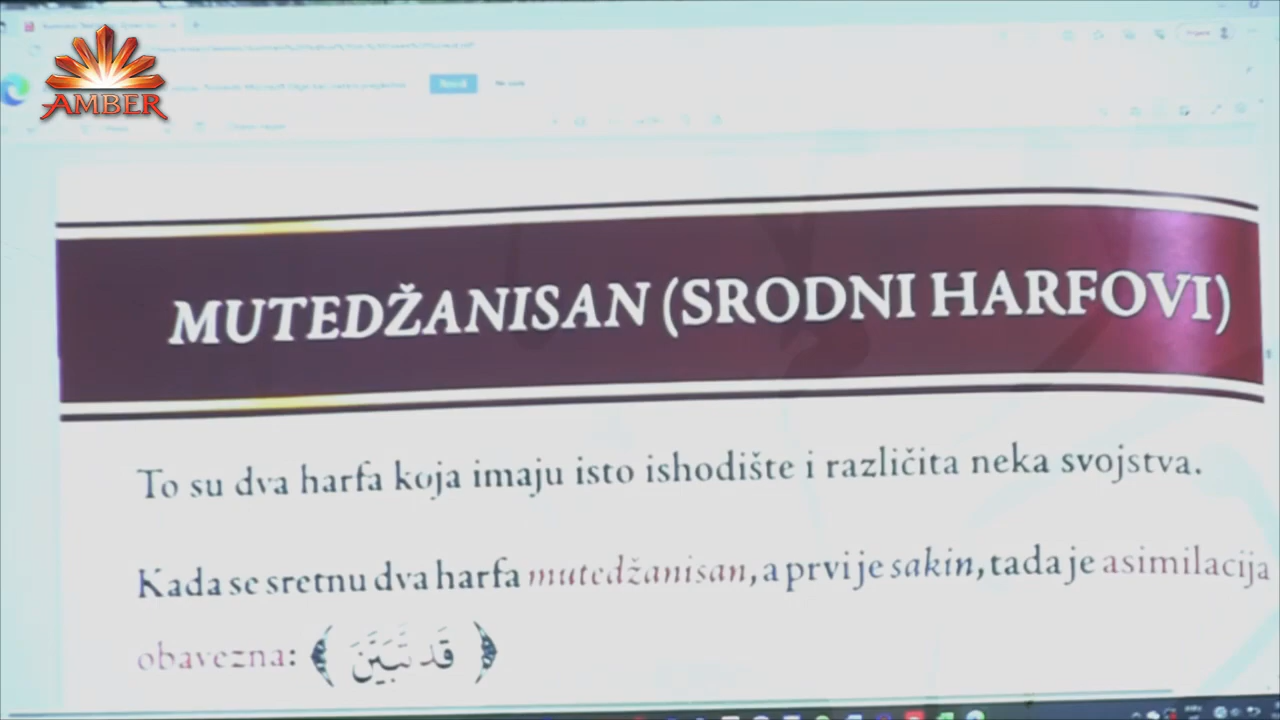 AMBER
MUTEDŽANISAN (SRODNI HARFOVI)
To su dva harfa koja imaju isto ishodište i različita neka svojstva.
Kada se sretnu dva harfa mutedžanisan, a prvi je sakin, tada je asimilacija
obavezna: ﴿ قَد تَّبَيَّنَ ﴾